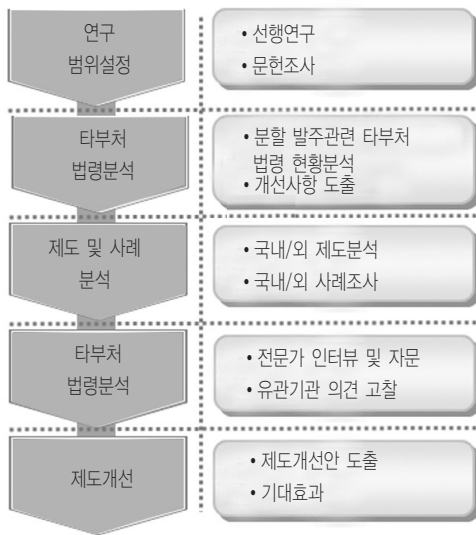 연구
범위설정
• 선행연구
• 문헌조사
타부처
법령분석
• 분할 발주관련 타부처
법령 현황분석
• 개선사항 도출
제도 및 사례
분석
• 국내/외 제도분석
• 국내/외 사례조사
타부처
법령분석
• 전문가 인터뷰 및 자문
• 유관기관 의견 고찰
제도개선
• 제도개선안 도출
• 기대효과